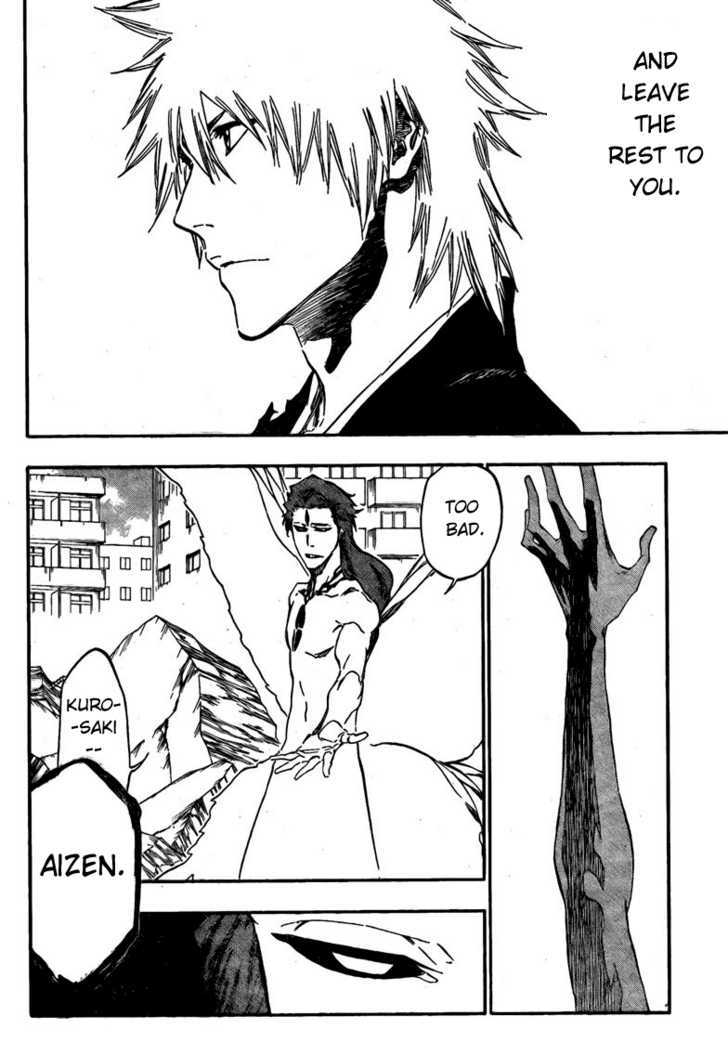 AND
LEAVE
THE
REST TO
YOU.
TOO
BAD.
KURO-
-SAKI
--
AIZEN.